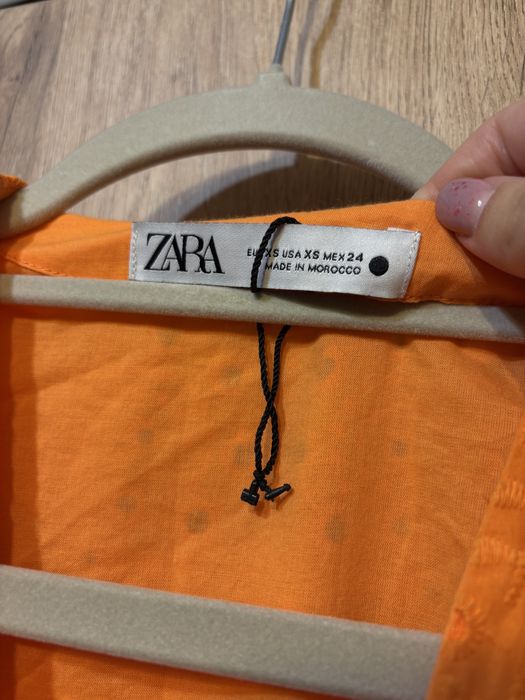 ZARA
EUR XS USA XS MEX 24
MADE IN MOROCCO